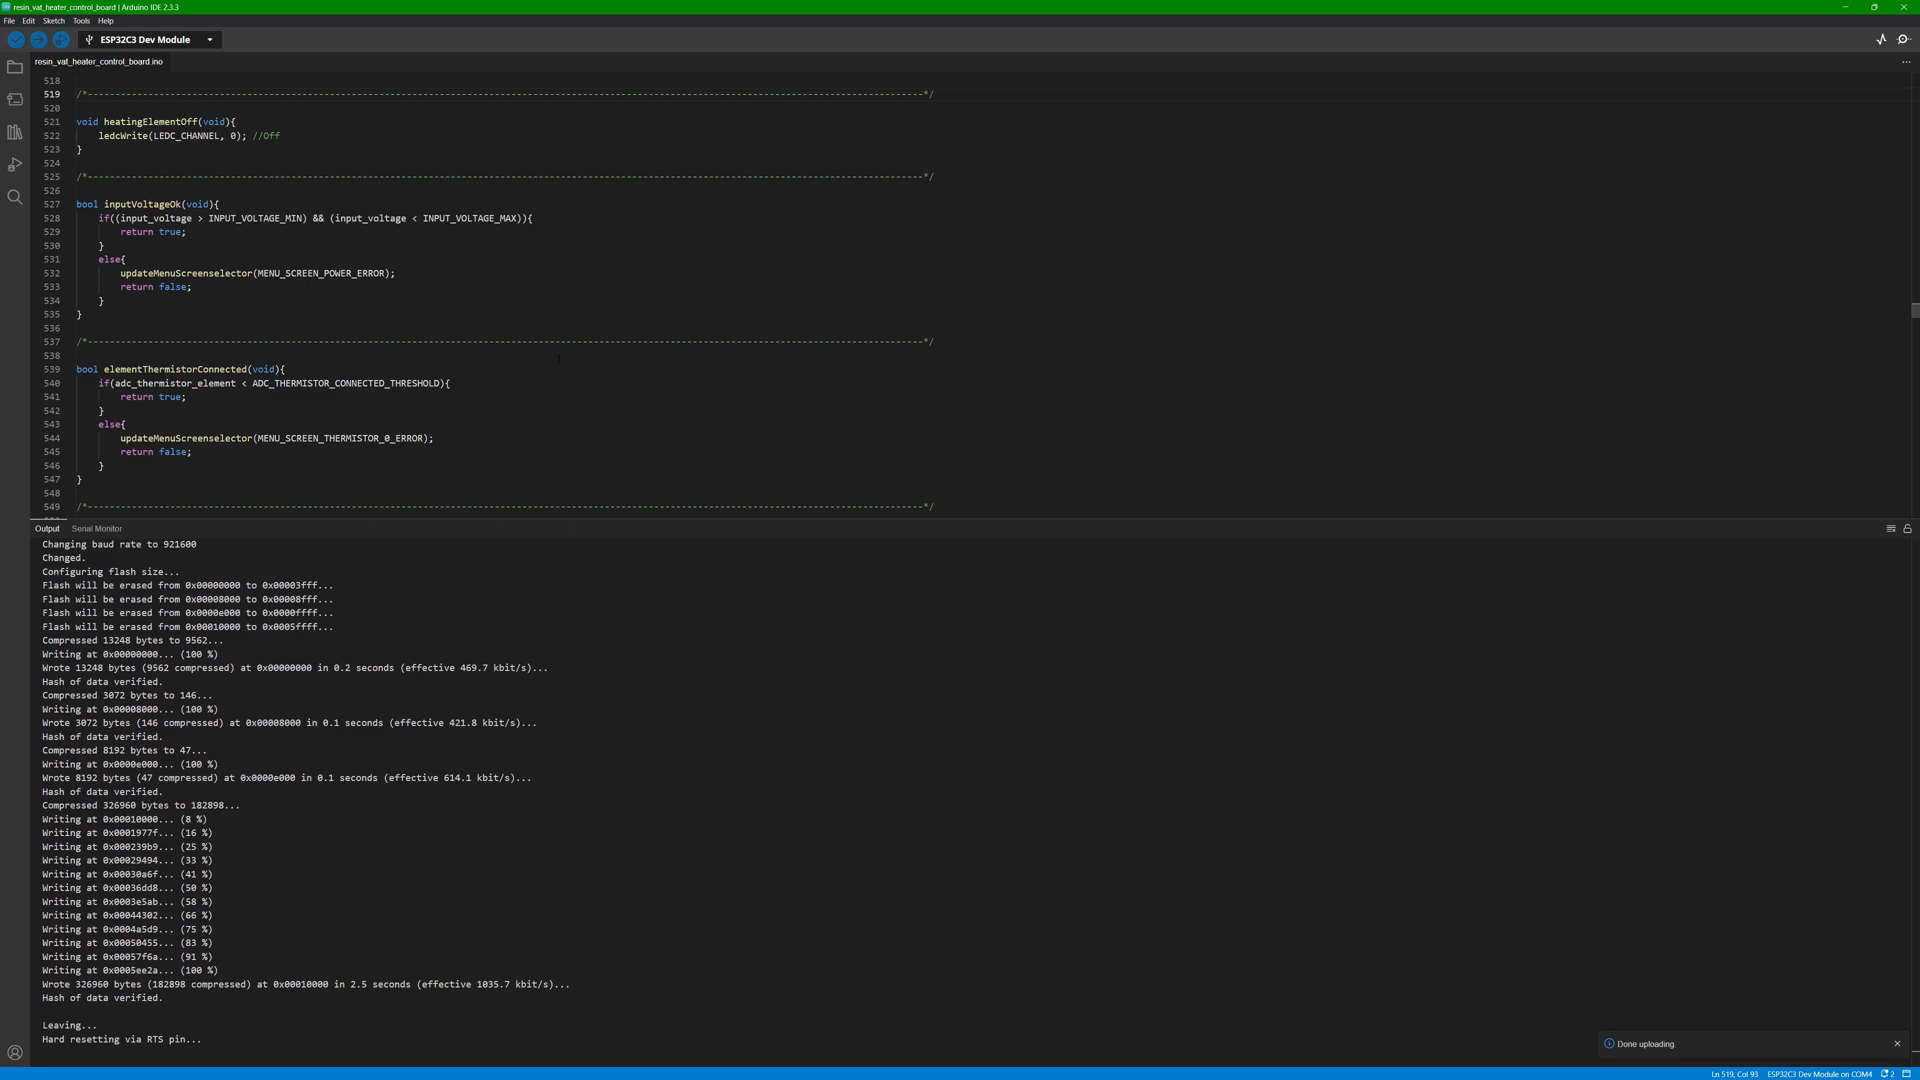 resin_vat_heater_control_board | Arduino IDE 2.3.3
File Edit Sketch Tools Help
ESP32C3 Dev Module
resin_vat_heater_control_board.ino
518
519 /*--------------------------------------------------------------------------------------------------------------------------------------------------------*/
520
521 void heatingElementOff(void){
522 ledcWrite(LEDC_CHANNEL, 0); //Off
523 }
524
525 /*--------------------------------------------------------------------------------------------------------------------------------------------------------*/
526
527 bool inputVoltageOk(void){
528 if((input_voltage > INPUT_VOLTAGE_MIN) && (input_voltage < INPUT_VOLTAGE_MAX)){
529 return true;
530 }
531 else{
532 updateMenuScreenselector(MENU_SCREEN_POWER_ERROR);
533 return false;
534 }
535 }
536
537 /*--------------------------------------------------------------------------------------------------------------------------------------------------------*/
538
539 bool elementThermistorConnected(void){
540 if(adc_thermistor_element < ADC_THERMISTOR_CONNECTED_THRESHOLD){
541 return true;
542 }
543 else{
544 updateMenuScreenselector(MENU_SCREEN_THERMISTOR_0_ERROR);
545 return false;
546 }
547 }
548
549 /*--------------------------------------------------------------------------------------------------------------------------------------------------------*/
Output Serial Monitor
Changing baud rate to 921600
Changed.
Configuring flash size...
Flash will be erased from 0x00000000 to 0x00003fff...
Flash will be erased from 0x00008000 to 0x00008fff...
Flash will be erased from 0x0000e000 to 0x0000ffff...
Flash will be erased from 0x00010000 to 0x0005ffff...
Compressed 13248 bytes to 9562...
Writing at 0x00000000... (100 %)
Wrote 13248 bytes (9562 compressed) at 0x00000000 in 0.2 seconds (effective 469.7 kbit/s)...
Hash of data verified.
Compressed 3072 bytes to 146...
Writing at 0x00008000... (100 %)
Wrote 3072 bytes (146 compressed) at 0x00008000 in 0.1 seconds (effective 421.8 kbit/s)...
Hash of data verified.
Compressed 8192 bytes to 47...
Writing at 0x0000e000... (100 %)
Wrote 8192 bytes (47 compressed) at 0x0000e000 in 0.1 seconds (effective 614.1 kbit/s)...
Hash of data verified.
Compressed 326960 bytes to 182898...
Writing at 0x00010000... (8 %)
Writing at 0x0001977f... (16 %)
Writing at 0x000239b9... (25 %)
Writing at 0x00029494... (33 %)
Writing at 0x00030a6f... (41 %)
Writing at 0x00036dd8... (50 %)
Writing at 0x0003e5ab... (58 %)
Writing at 0x00044302... (66 %)
Writing at 0x0004a5d9... (75 %)
Writing at 0x00050455... (83 %)
Writing at 0x00057f6a... (91 %)
Writing at 0x0005ee2a... (100 %)
Wrote 326960 bytes (182898 compressed) at 0x00010000 in 2.5 seconds (effective 1035.7 kbit/s)...
Hash of data verified.
Leaving...
Hard resetting via RTS pin...
Done uploading.
Ln 519, Col 93 ESP32C3 Dev Module on COM4 2